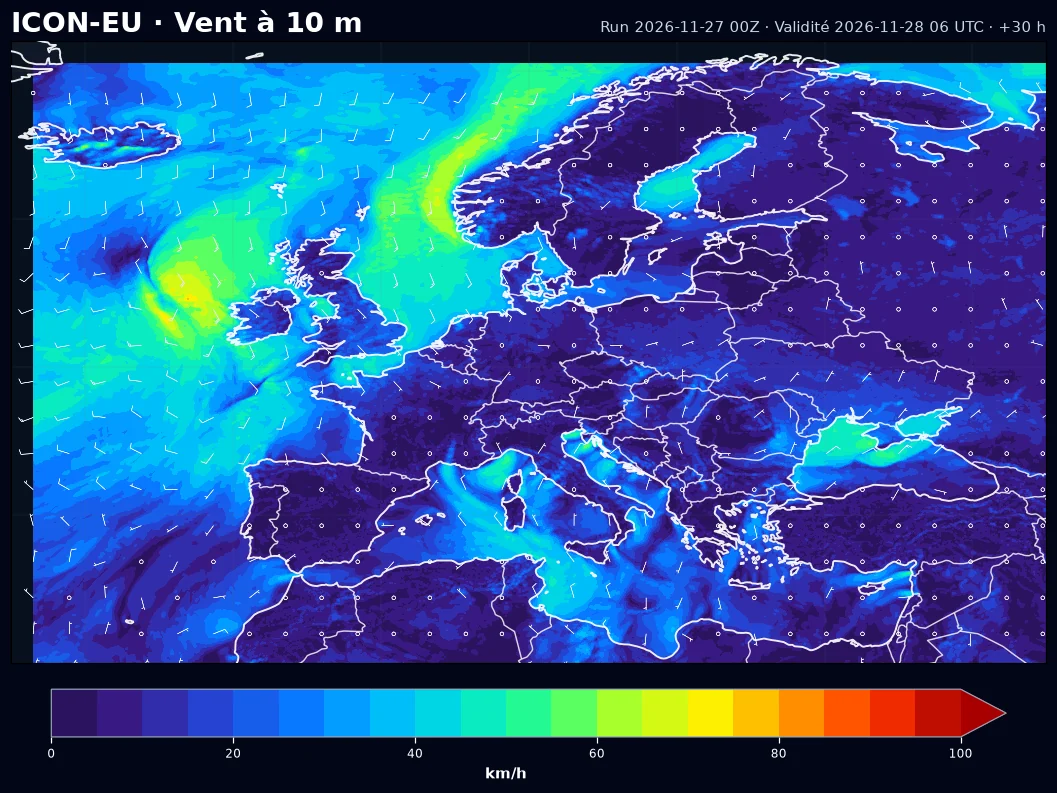 ICON-EU · Vent à 10 m
Run 2026-11-27 00Z · Validité 2026-11-28 06 UTC · +30 h
0 20 40 60 80 100
km/h